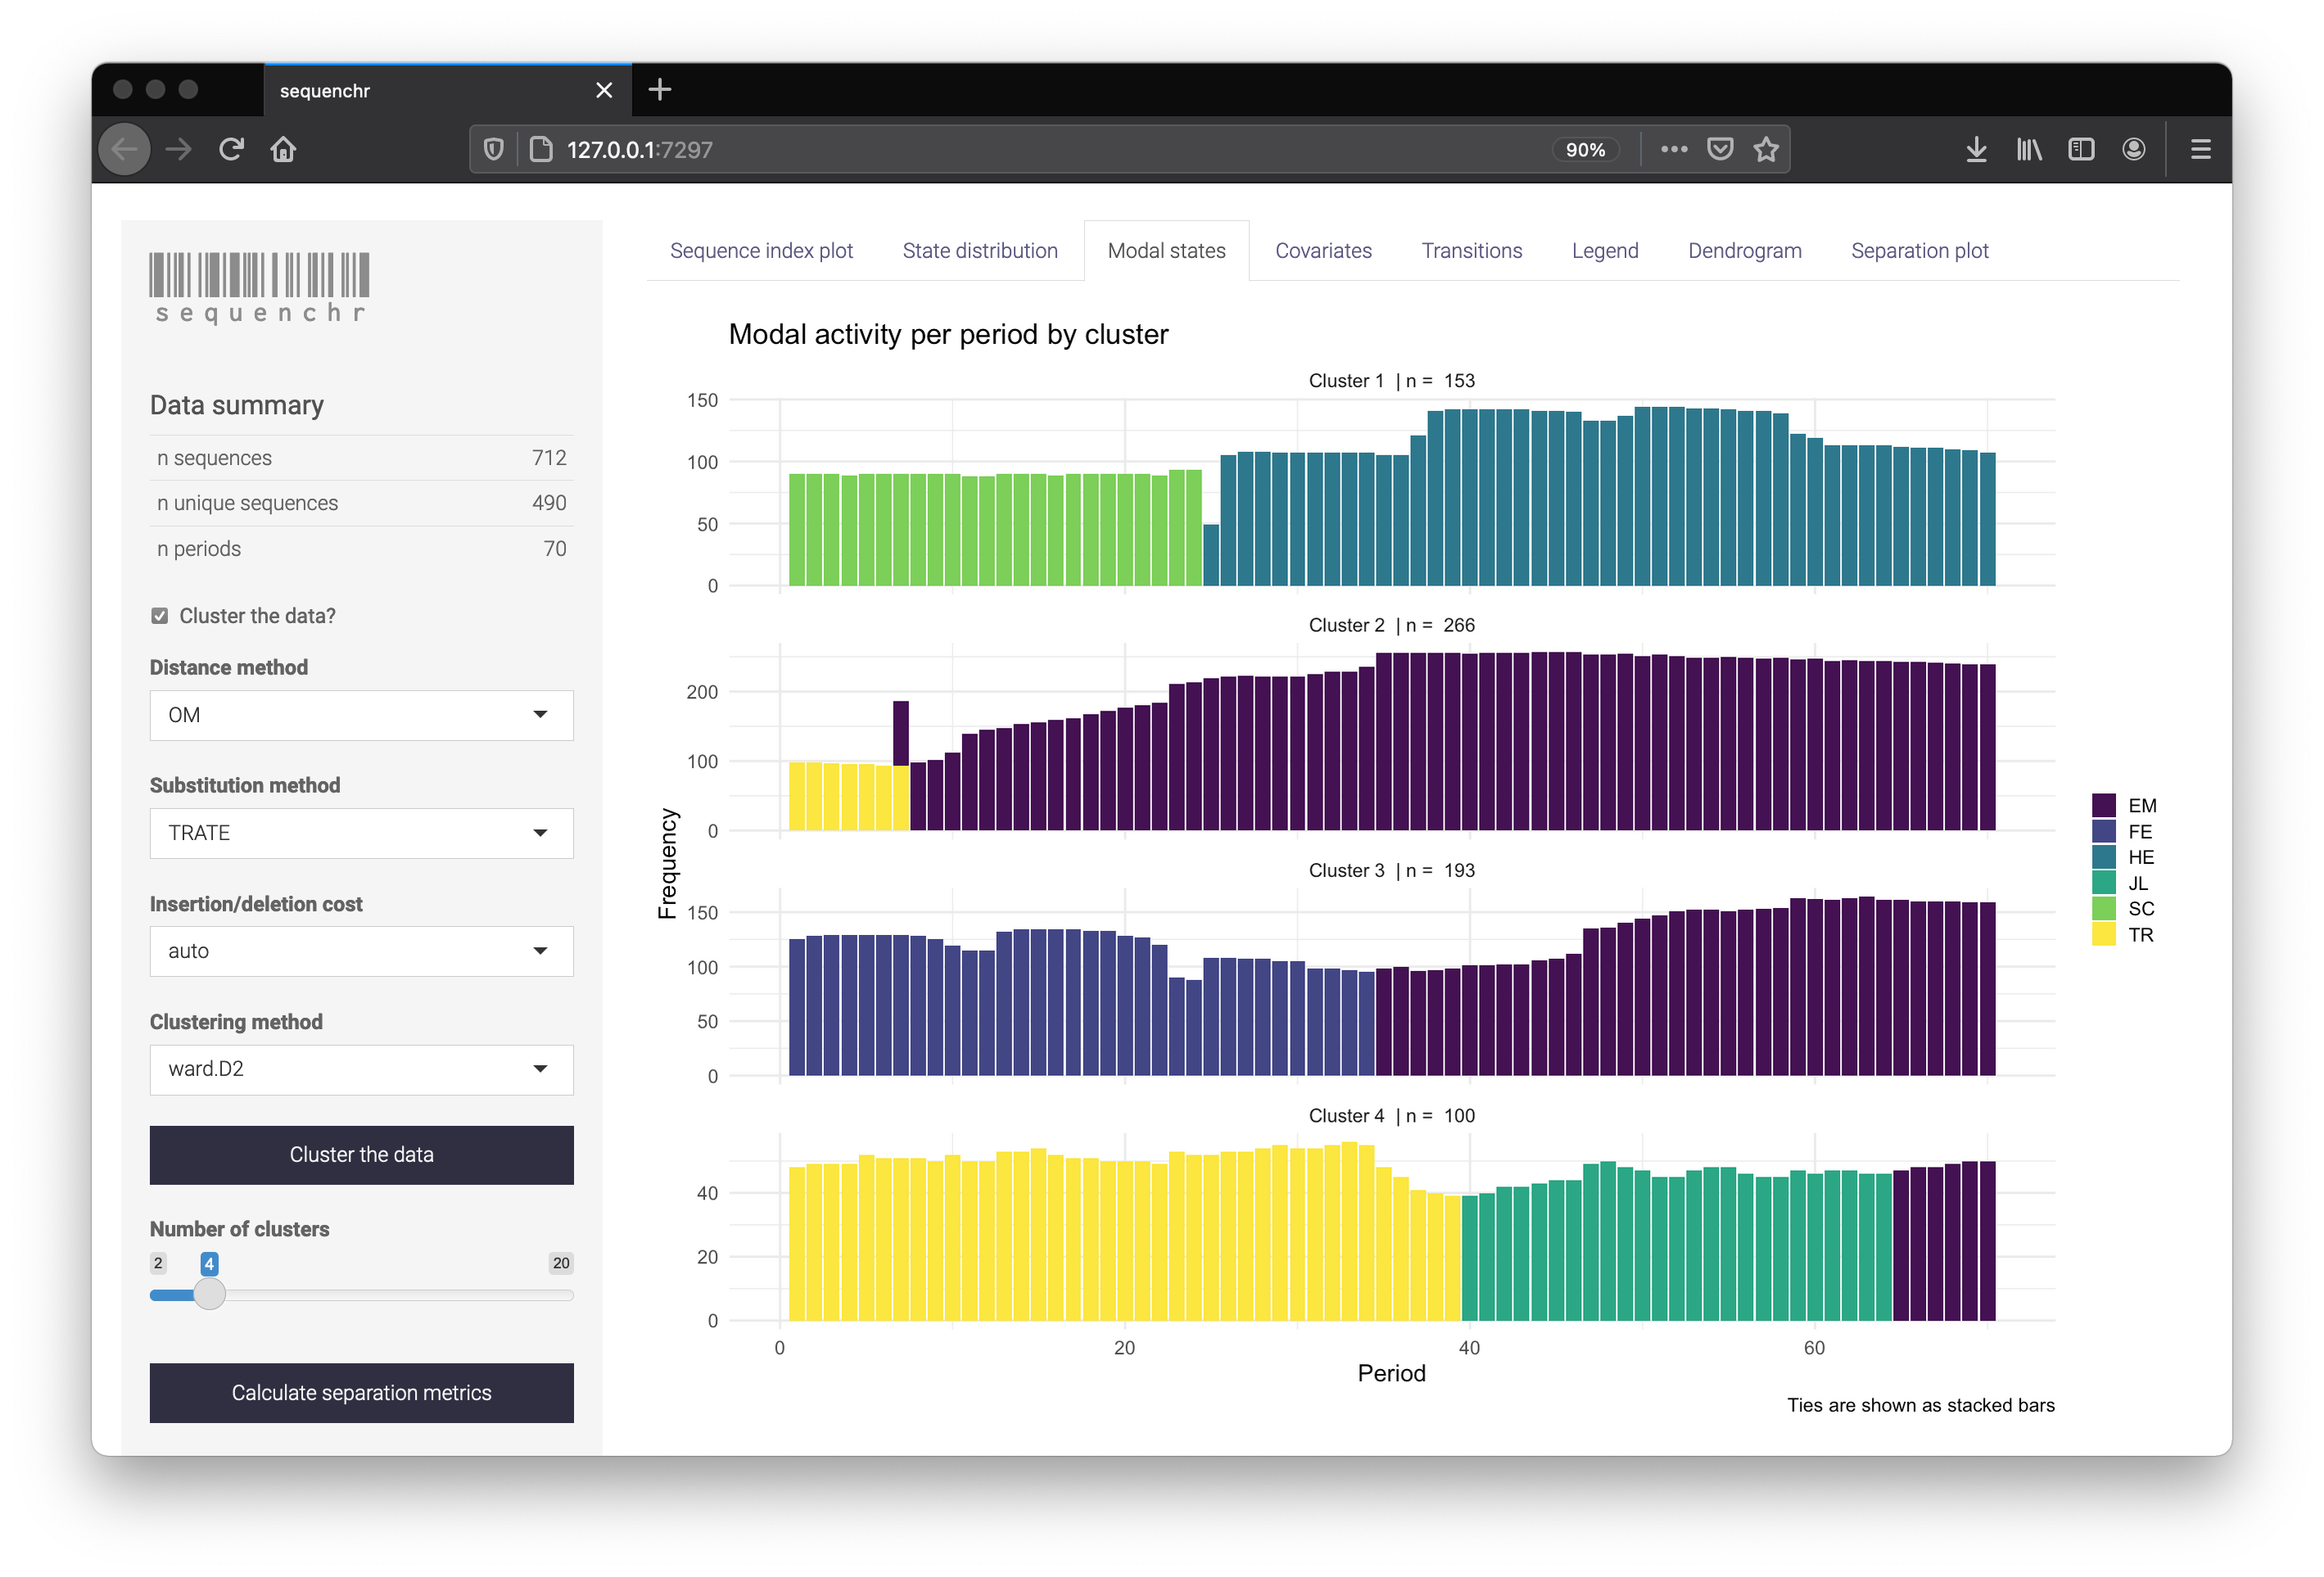 sequenchr
127.0.0.1:7297
90%
sequenchr
Data summary
n sequences 712
n unique sequences 490
n periods 70
Cluster the data?
Distance method
OM
Substitution method
TRATE
Insertion/deletion cost
auto
Clustering method
ward.D2
Cluster the data
Number of clusters
2 4 20
Calculate separation metrics
Sequence index plot State distribution Modal states Covariates Transitions Legend Dendrogram Separation plot
Modal activity per period by cluster
Cluster 1 | n = 153
150
100
50
0
Cluster 2 | n = 266
200
100
0
Frequency
Cluster 3 | n = 193
150
100
50
0
Cluster 4 | n = 100
40
20
0
0 20 40 60
Period
Ties are shown as stacked bars
EM
FE
HE
JL
SC
TR